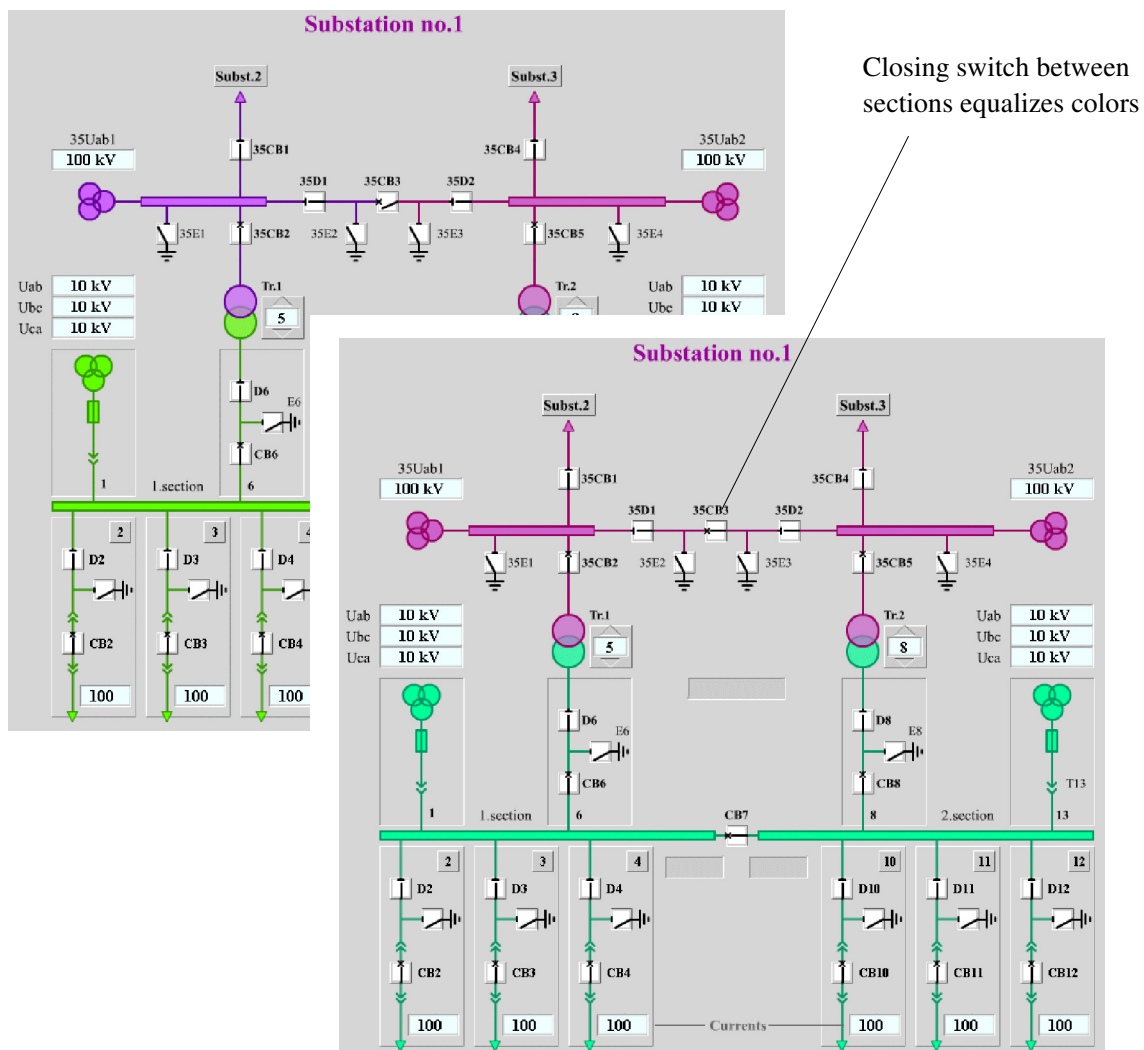 Substation no.1
Closing switch between
sections equalizes colors
Subst.2
Subst.3
35Uab1
100 kV
35CB1
35CB4
35Uab2
100 kV
35D1
35CB3
35D2
35E1
35CB2
35E2
35E3
35CB5
35E4
Uab
10 kV
Ubc
10 kV
Uca
10 kV
Tr.1
5
Tr.2
10 kV
10 kV
D6
E6
CB6
1
1.section
6
2
3
D2
D3
D4
CB2
CB3
CB4
100
100
100
Substation no.1
Subst.2
Subst.3
35Uab1
100 kV
35CB1
35CB4
35Uab2
100 kV
35D1
35CB3
35D2
35E1
35CB2
35E2
35E3
35CB5
35E4
Uab
10 kV
Ubc
10 kV
Uca
10 kV
Tr.1
5
Tr.2
8
Uab
10 kV
Ubc
10 kV
Uca
10 kV
D6
E6
CB6
D8
E8
CB8
T13
1
1.section
6
CB7
8
2.section
13
2
3
4
10
11
12
D2
D3
D4
D10
D11
D12
CB2
CB3
CB4
CB10
CB11
CB12
100
100
100
Currents
100
100
100